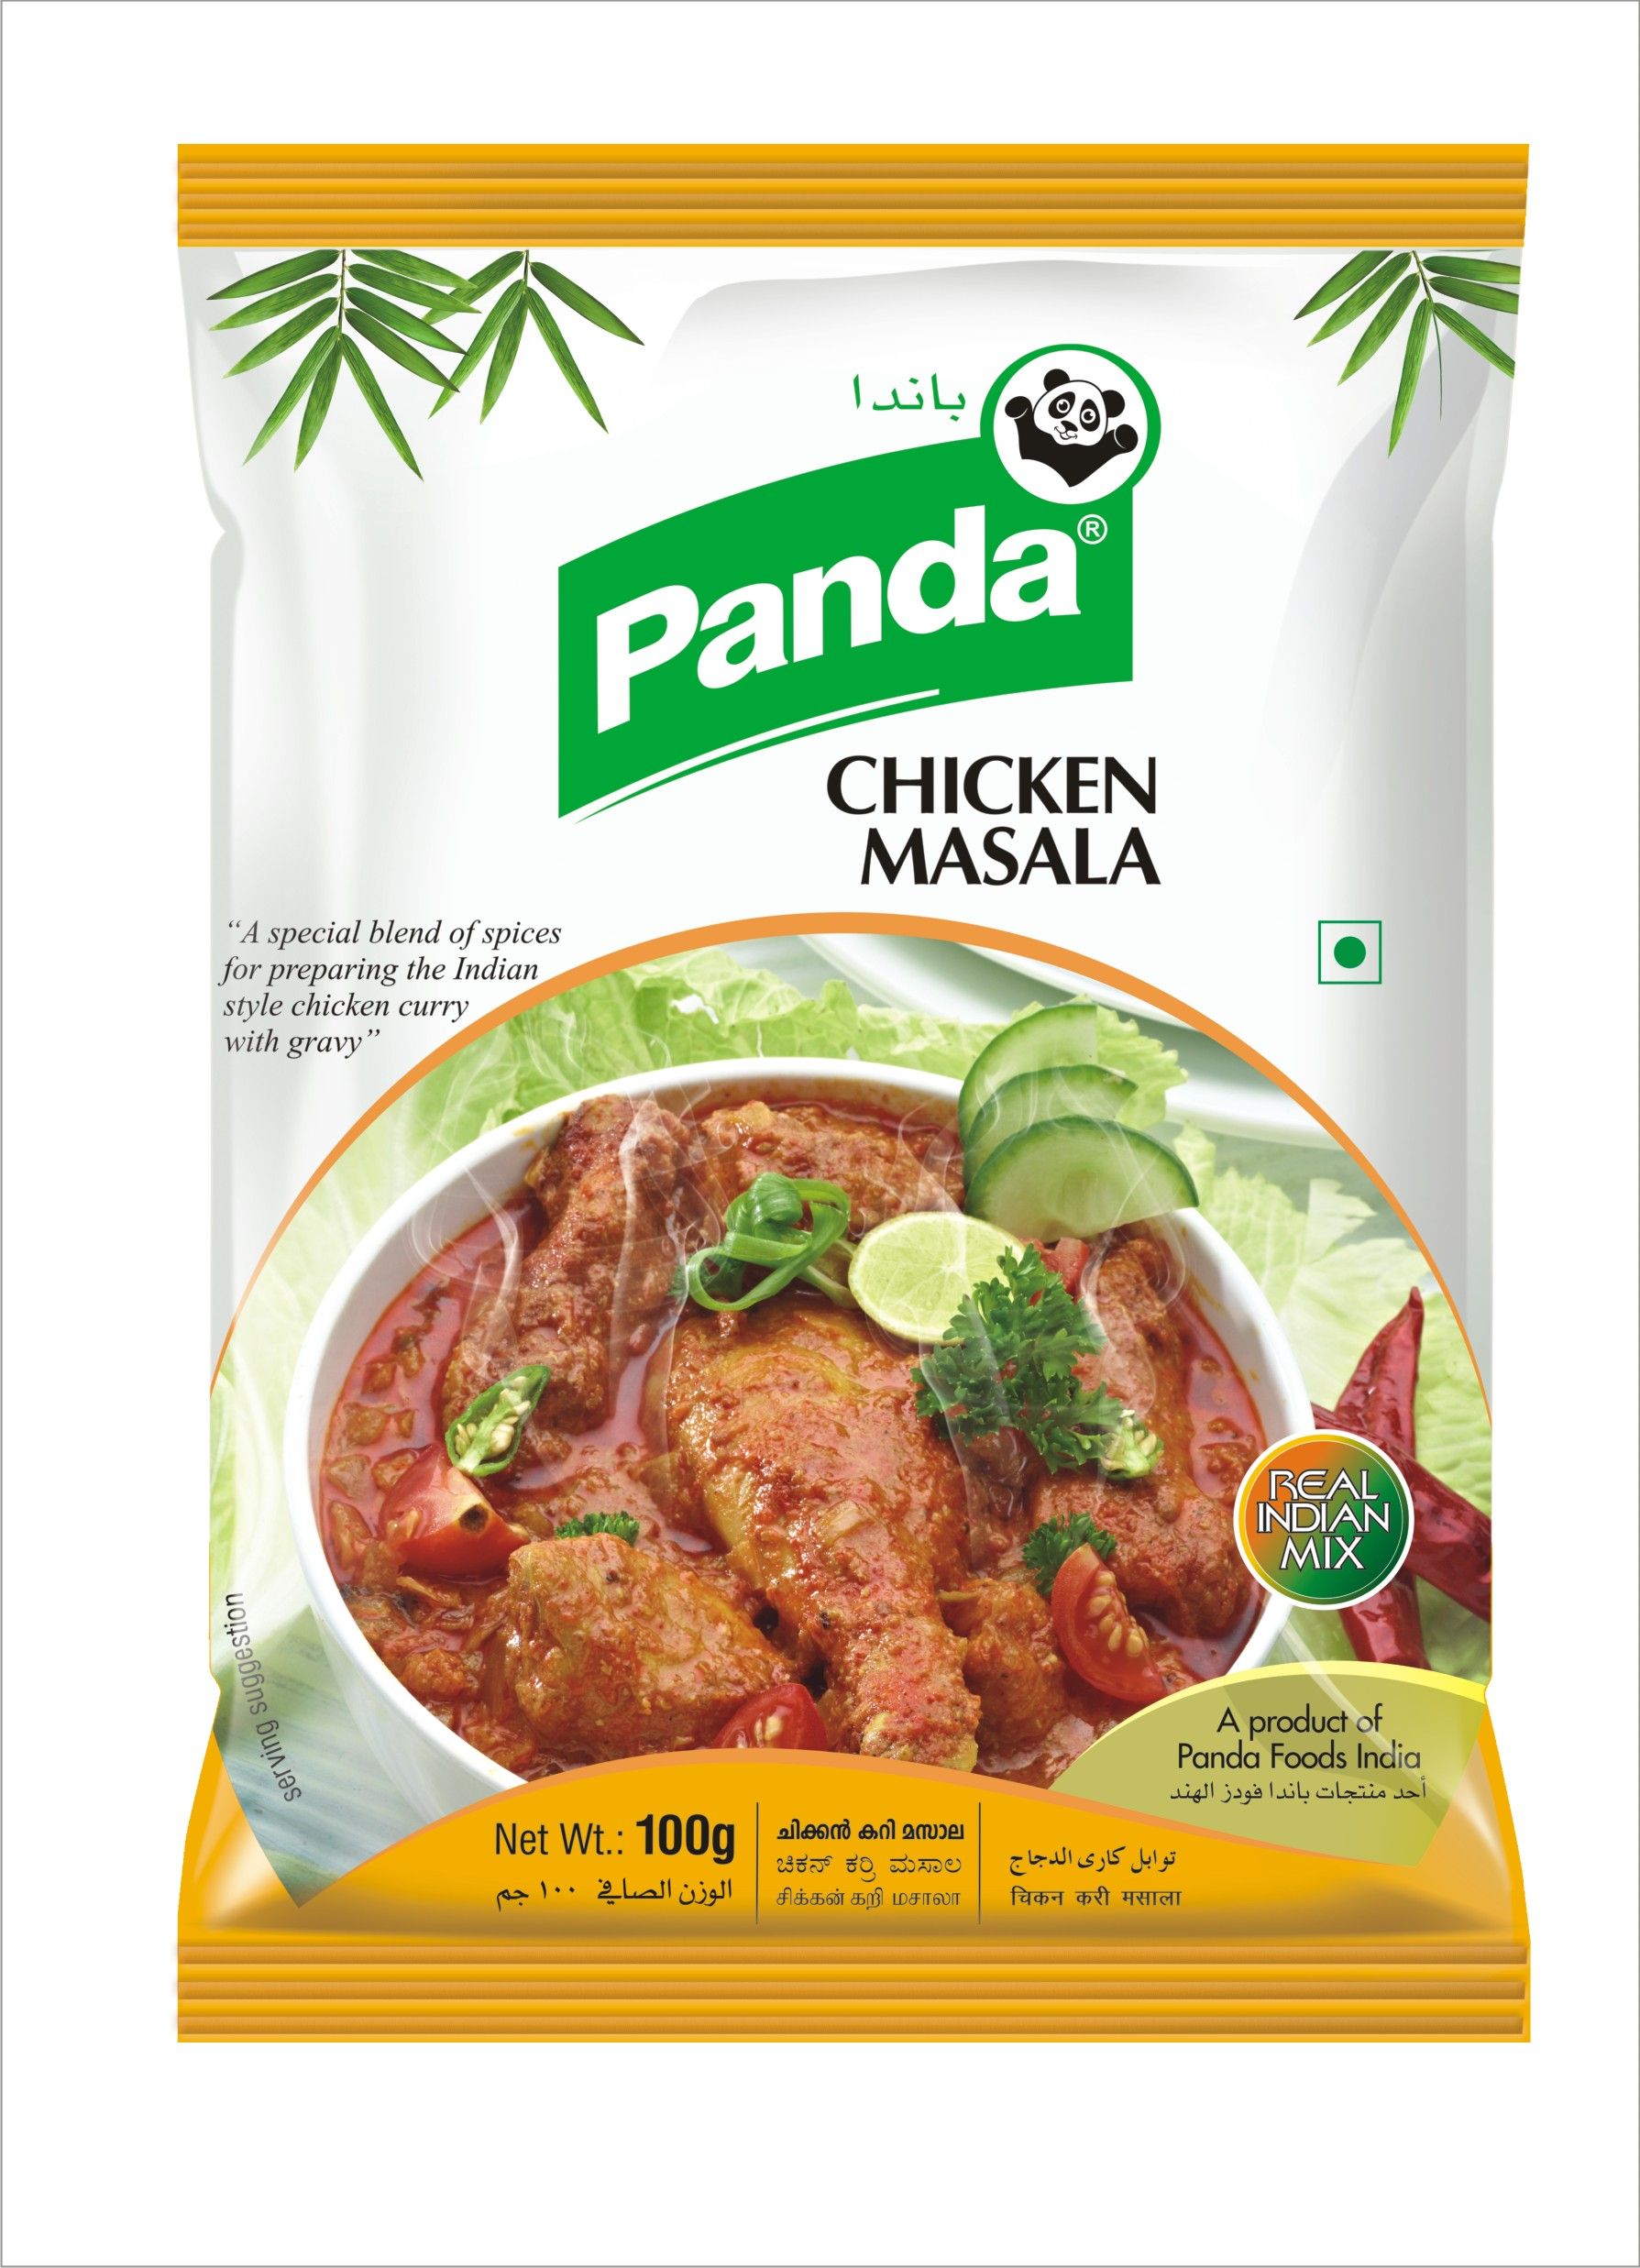 باندا
Panda®
CHICKEN
MASALA
“A special blend of spices
for preparing the Indian
style chicken curry
with gravy”
REAL
INDIAN
MIX
serving suggestion
A product of
Panda Foods India
أحد منتجات باندا فودز الهند
Net Wt.: 100g
الوزن الصافي ١٠٠ جم
ചിക്കൻ കറി മസാല
ಚಿಕನ್ ಕರ್ರಿ ಮಸಾಲ
சிக்கன் கறி மசாலா
توابل كارى الدجاج
चिकन करी मसाला